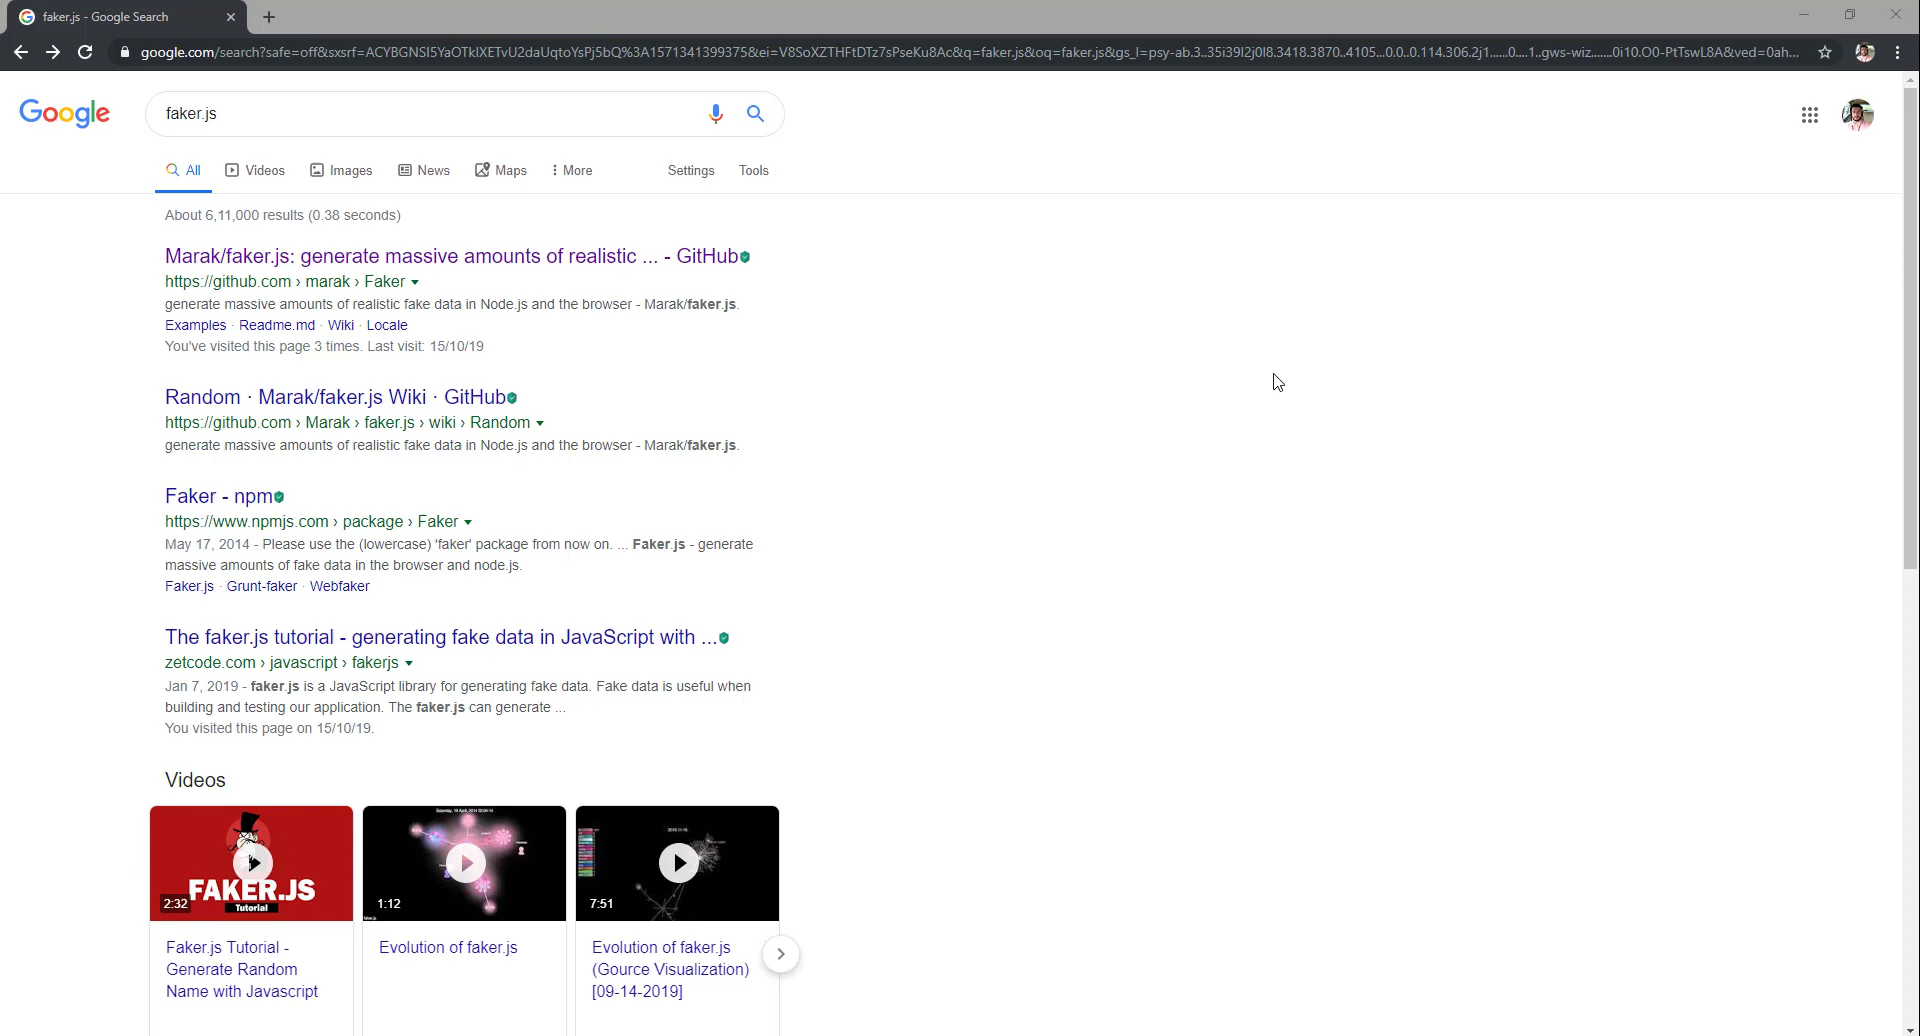 faker.js - Google Search
google.com/search?safe=off&sxsrf=ACYBGNSI5YaOTklXETvU2daUqtoYsPj5bQ%3A1571341399375&ei=V8SoXZTHFtDTz7sPseKu8Ac&q=faker.js&oq=faker.js&gs_l=psy-ab.3..35i39l2j0l8.3418.3870..4105...0.0..0.114.306.2j1......0....1..gws-wiz.......0i10.O0-PtTswL8A&ved=0ah...
Google
faker.js
All Videos Images News Maps More Settings Tools
About 6,11,000 results (0.38 seconds)
Marak/faker.js: generate massive amounts of realistic ... - GitHub
https://github.com › marak › Faker
generate massive amounts of realistic fake data in Node.js and the browser - Marak/faker.js.
Examples · Readme.md · Wiki · Locale
You've visited this page 3 times. Last visit: 15/10/19
Random · Marak/faker.js Wiki · GitHub
https://github.com › Marak › faker.js › wiki › Random
generate massive amounts of realistic fake data in Node.js and the browser - Marak/faker.js.
Faker - npm
https://www.npmjs.com › package › Faker
May 17, 2014 - Please use the (lowercase) 'faker' package from now on. ... Faker.js - generate
massive amounts of fake data in the browser and node.js.
Faker.js · Grunt-faker · Webfaker
The faker.js tutorial - generating fake data in JavaScript with ...
zetcode.com › javascript › fakerjs
Jan 7, 2019 - faker.js is a JavaScript library for generating fake data. Fake data is useful when
building and testing our application. The faker.js can generate ...
You visited this page on 15/10/19.
Videos
FAKER.JS
Tutorial
2:32
1:12
7:51
Faker.js Tutorial -
Generate Random
Name with Javascript
Evolution of faker.js
Evolution of faker.js
(Gource Visualization)
[09-14-2019]